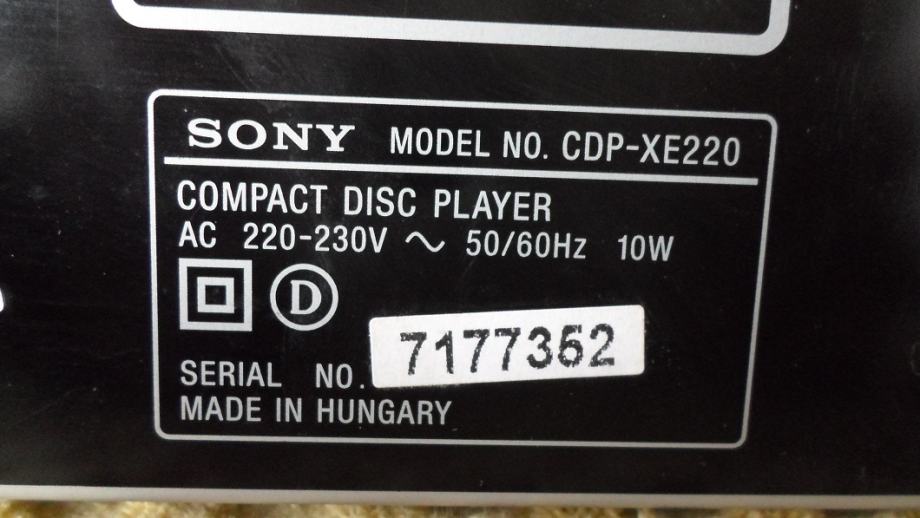 SONY MODEL NO. CDP-XE220
COMPACT DISC PLAYER
AC 220-230V ~ 50/60Hz 10W
D
SERIAL NO. 7177352
MADE IN HUNGARY